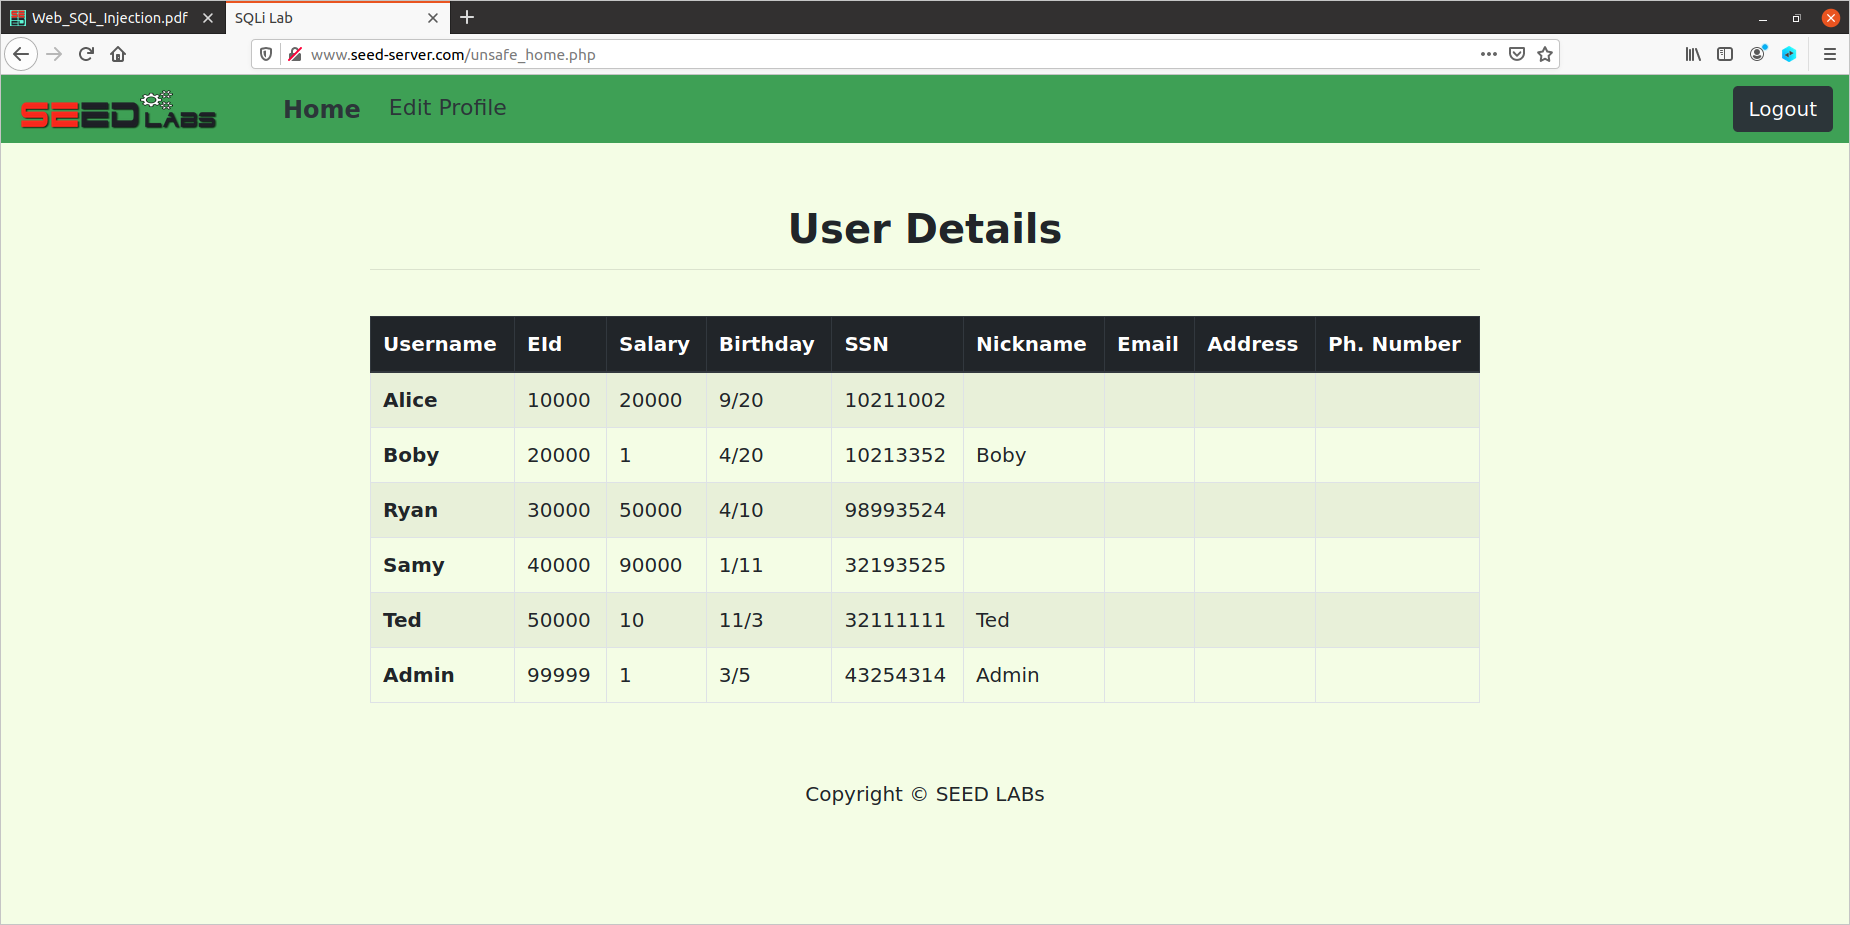 Web_SQL_Injection.pdf SQLi Lab
www.seed-server.com/unsafe_home.php
SEED LABS Home Edit Profile Logout
User Details
Username EId Salary Birthday SSN Nickname Email Address Ph. Number
Alice 10000 20000 9/20 10211002
Boby 20000 1 4/20 10213352 Boby
Ryan 30000 50000 4/10 98993524
Samy 40000 90000 1/11 32193525
Ted 50000 10 11/3 32111111 Ted
Admin 99999 1 3/5 43254314 Admin
Copyright © SEED LABs